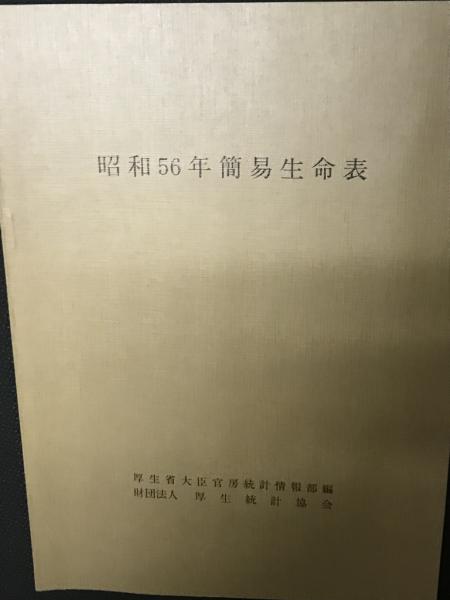 昭和56年簡易生命表
厚生省大臣官房統計情報部編
財団法人 厚生統計協会